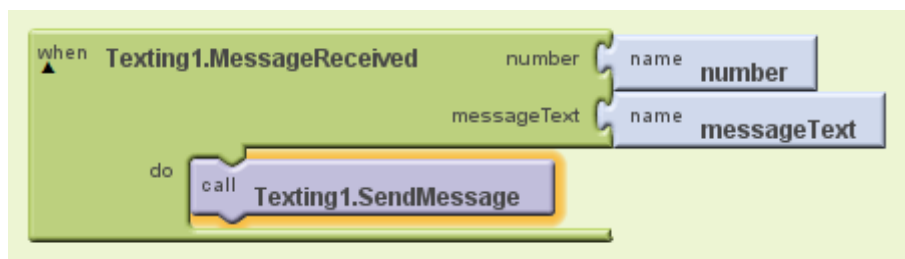 when Texting1.MessageReceived number name number
messageText name messageText
do call Texting1.SendMessage